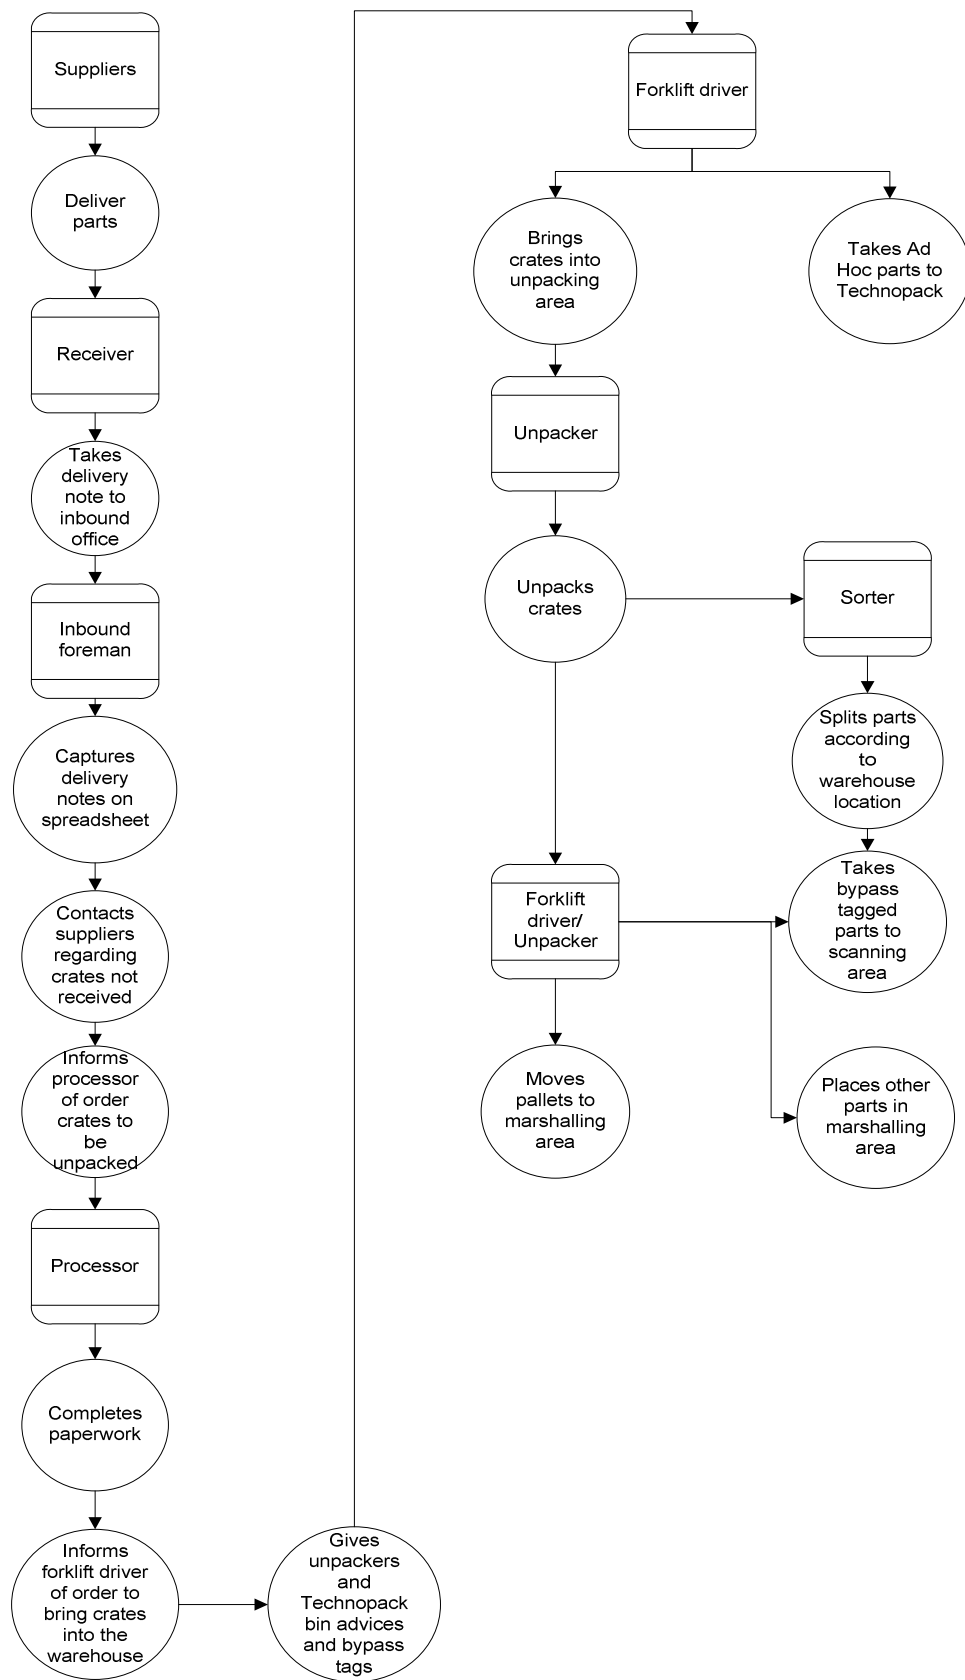 Suppliers
Deliver
parts
Receiver
Takes
delivery
note to
inbound
office
Inbound
foreman
Captures
delivery
notes on
spreadsheet
Contacts
suppliers
regarding
crates not
received
Informs
processor
of order
crates to
be
unpacked
Processor
Completes
paperwork
Informs
forklift driver
of order to
bring crates
into the
warehouse
Gives
unpackers
and
Technopack
bin advices
and bypass
tags
Forklift driver
Brings
crates into
unpacking
area
Takes Ad
Hoc parts to
Technopack
Unpacker
Unpacks
crates
Sorter
Splits parts
according
to
warehouse
location
Forklift
driver/
Unpacker
Takes
bypass
tagged
parts to
scanning
area
Moves
pallets to
marshalling
area
Places other
parts in
marshalling
area